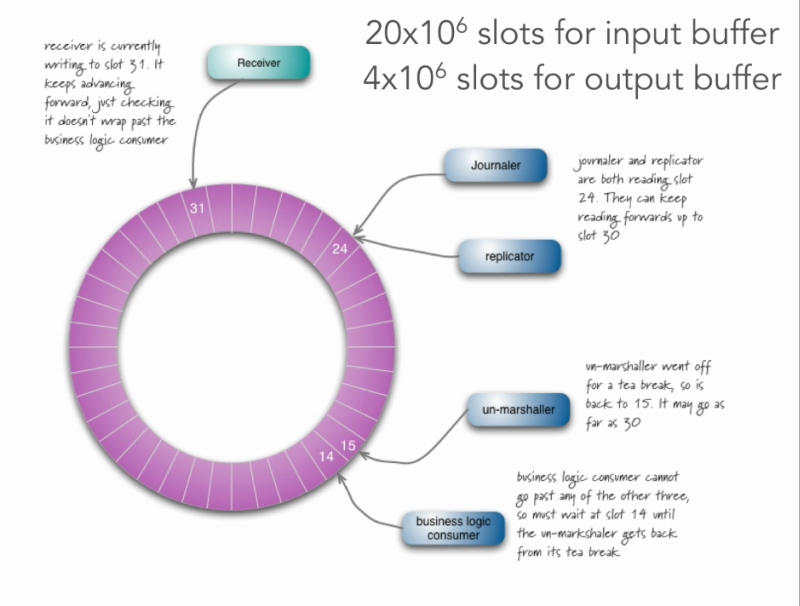 20x10⁶ slots for input buffer
4x10⁶ slots for output buffer
receiver is currently
writing to slot 31. It
keeps advancing
forward, just checking
it doesn't wrap past the
business logic consumer
Receiver
Journaler
journaler and replicator
are both reading slot
24. They can keep
reading forwards up to
slot 30
replicator
31
24
un-marshaller went off
for a tea break, so is
back to 15. It may go as
far as 30
un-marshaller
15
14
business logic consumer cannot
go past any of the other three,
so must wait at slot 14 until
the un-markshaler gets back
from its tea break
business logic
consumer